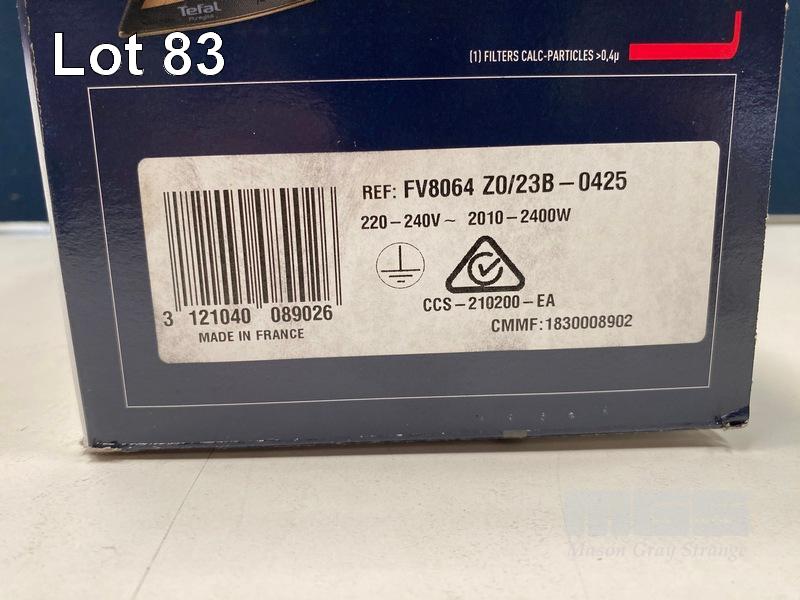 Tefal
Lot 83
(1) FILTERS CALC-PARTICLES >0,4µ
REF: FV8064 Z0/23B-0425
220-240V~ 2010-2400W
CCS-210200-EA
CMMF:1830008902
3 121040 089026
MADE IN FRANCE
MGS
Mason Gray Strange